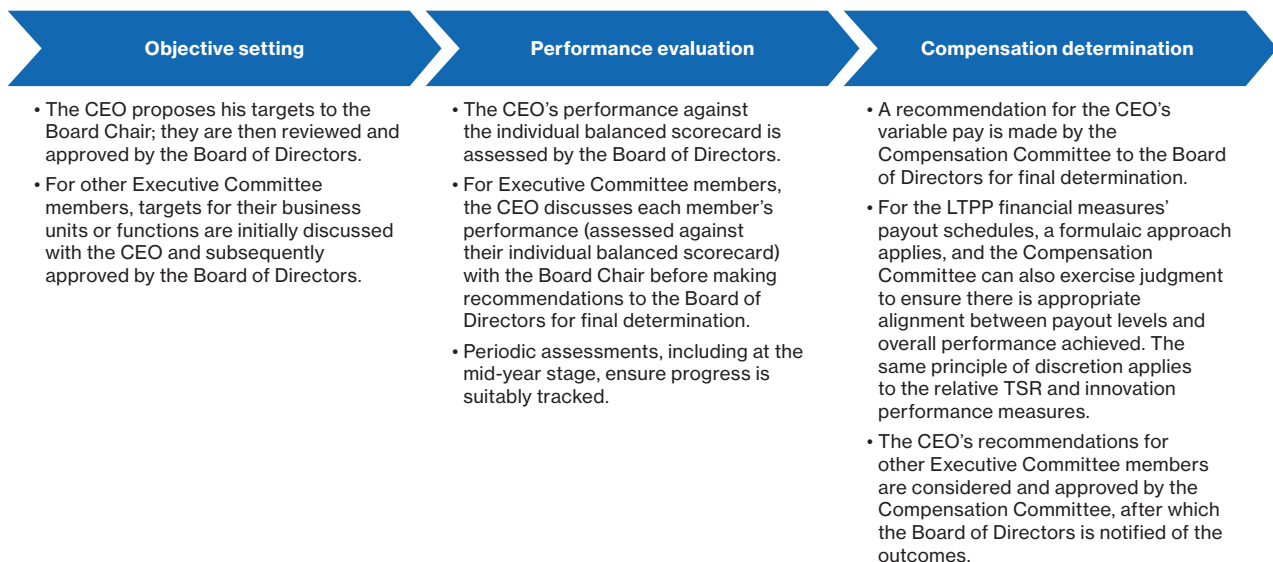 Objective setting
• The CEO proposes his targets to the
Board Chair; they are then reviewed and
approved by the Board of Directors.
• For other Executive Committee
members, targets for their business
units or functions are initially discussed
with the CEO and subsequently
approved by the Board of Directors.
Performance evaluation
• The CEO’s performance against
the individual balanced scorecard is
assessed by the Board of Directors.
• For Executive Committee members,
the CEO discusses each member’s
performance (assessed against
their individual balanced scorecard)
with the Board Chair before making
recommendations to the Board of
Directors for final determination.
• Periodic assessments, including at the
mid-year stage, ensure progress is
suitably tracked.
Compensation determination
• A recommendation for the CEO’s
variable pay is made by the
Compensation Committee to the Board
of Directors for final determination.
• For the LTPP financial measures’
payout schedules, a formulaic approach
applies, and the Compensation
Committee can also exercise judgment
to ensure there is appropriate
alignment between payout levels and
overall performance achieved. The
same principle of discretion applies
to the relative TSR and innovation
performance measures.
• The CEO’s recommendations for
other Executive Committee members
are considered and approved by the
Compensation Committee, after which
the Board of Directors is notified of the
outcomes.